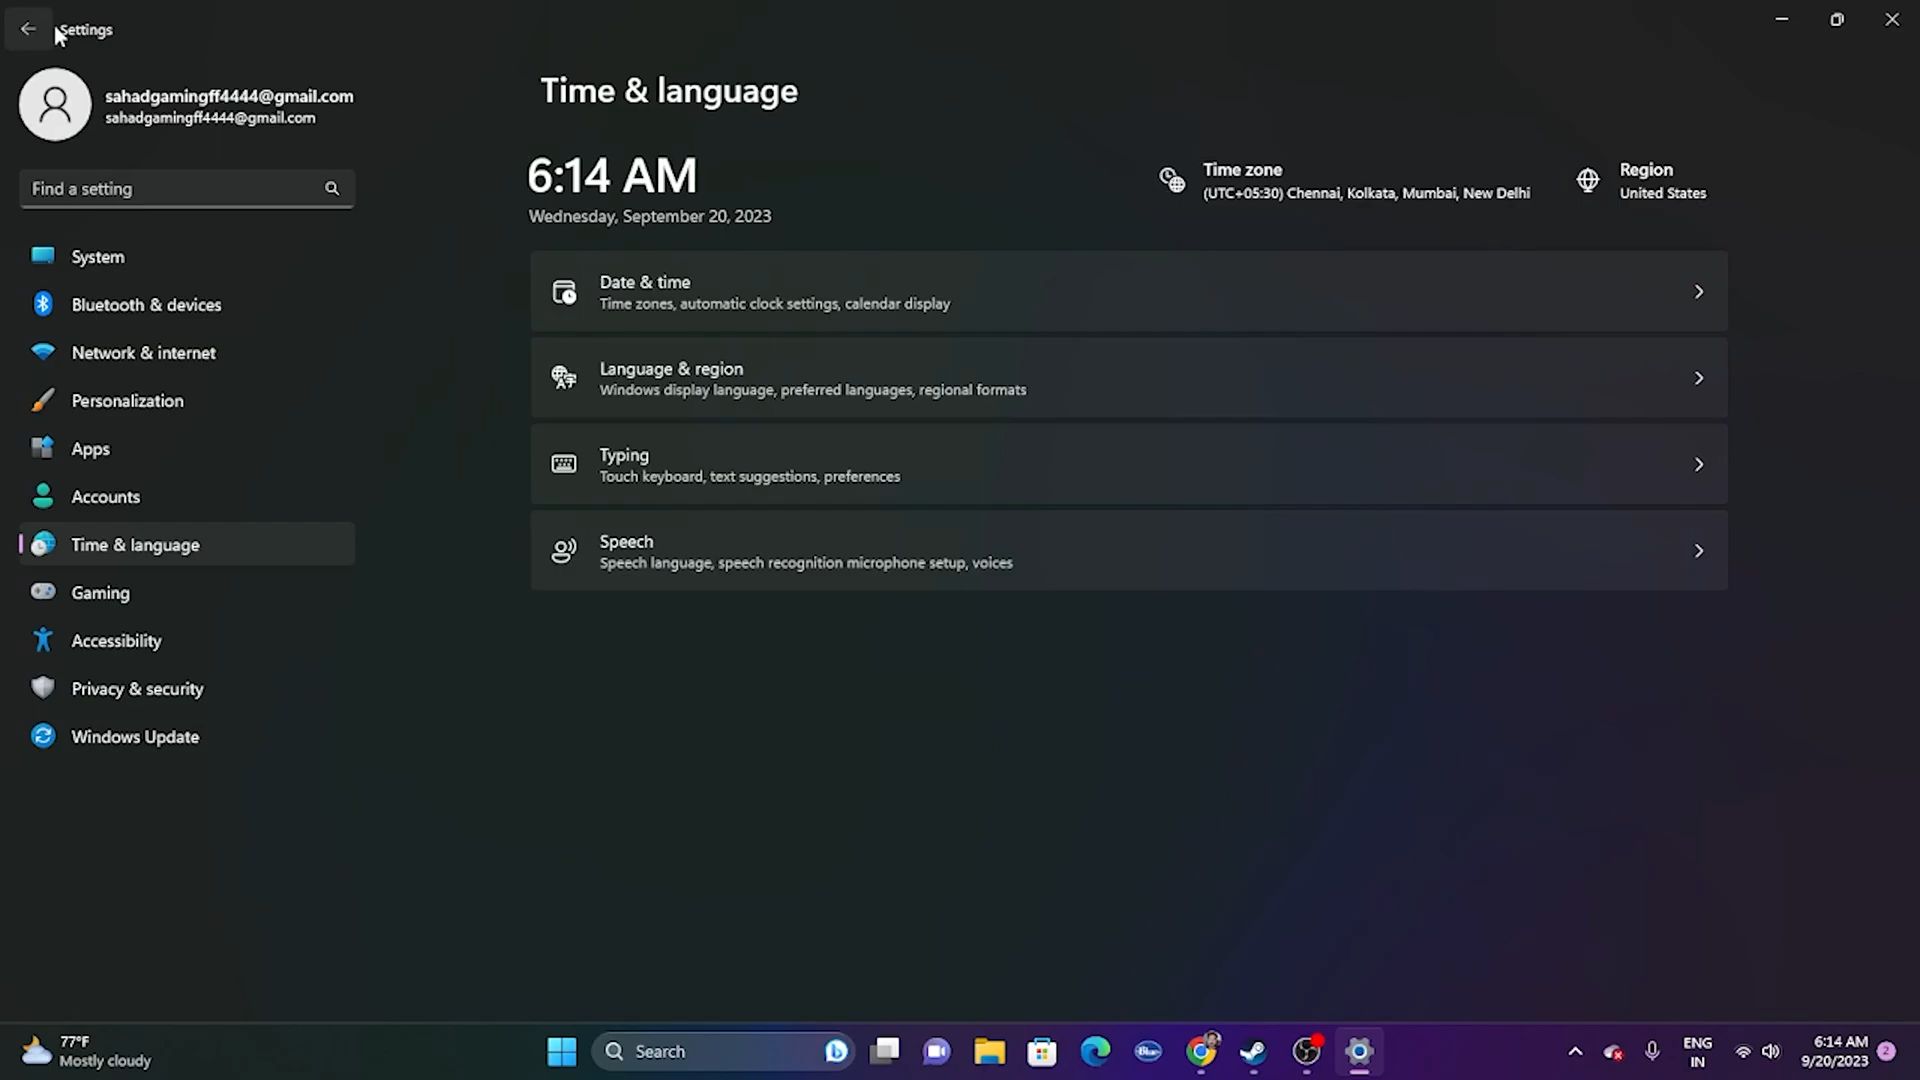 Settings
sahadgamingff4444@gmail.com
sahadgamingff4444@gmail.com
Find a setting
System
Bluetooth & devices
Network & internet
Personalization
Apps
Accounts
Time & language
Gaming
Accessibility
Privacy & security
Windows Update
Time & language
6:14 AM
Wednesday, September 20, 2023
Time zone
(UTC+05:30) Chennai, Kolkata, Mumbai, New Delhi
Region
United States
Date & time
Time zones, automatic clock settings, calendar display
Language & region
Windows display language, preferred languages, regional formats
Typing
Touch keyboard, text suggestions, preferences
Speech
Speech language, speech recognition microphone setup, voices
77°F
Mostly cloudy
Search
ENG
IN
6:14 AM
9/20/2023
2